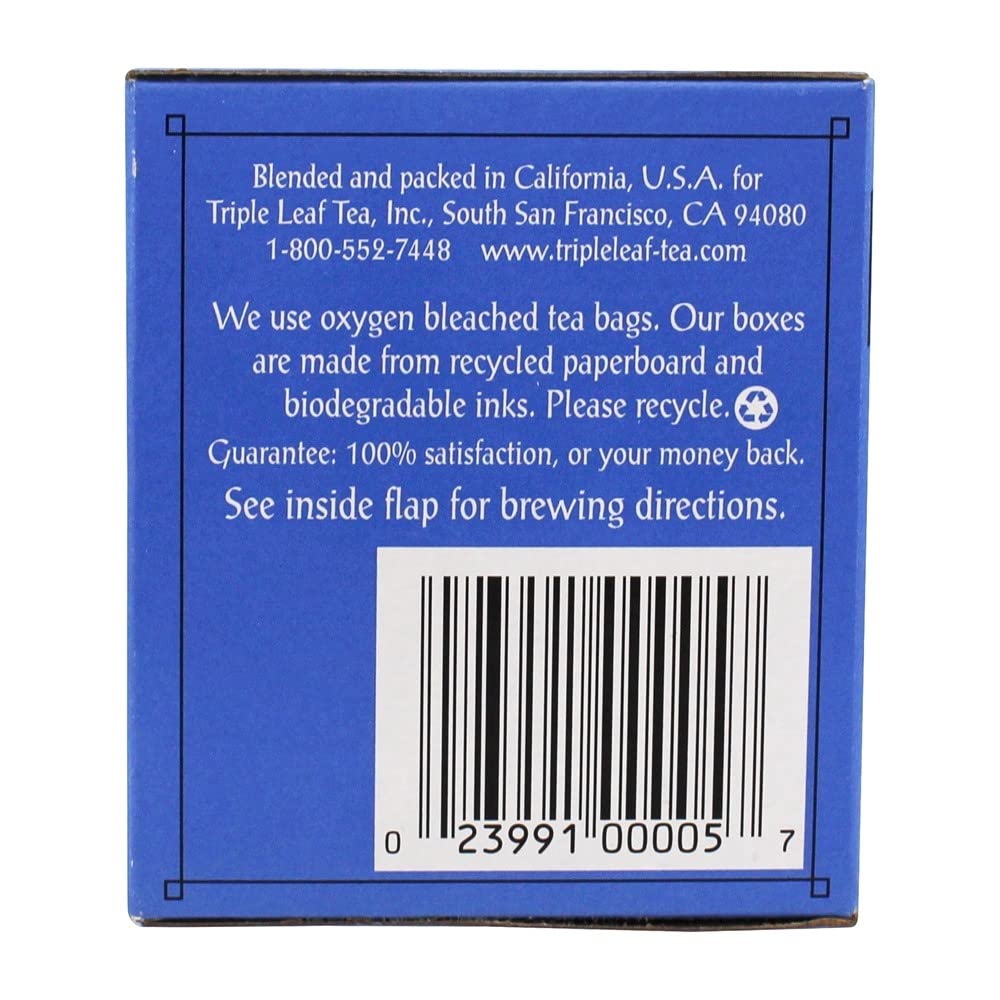 Blended and packed in California, U.S.A. for
Triple Leaf Tea, Inc., South San Francisco, CA 94080
1-800-552-7448 www.tripleleaf-tea.com
We use oxygen bleached tea bags. Our boxes
are made from recycled paperboard and
biodegradable inks. Please recycle.
Guarantee: 100% satisfaction, or your money back.
See inside flap for brewing directions.
0 23991 00005 7